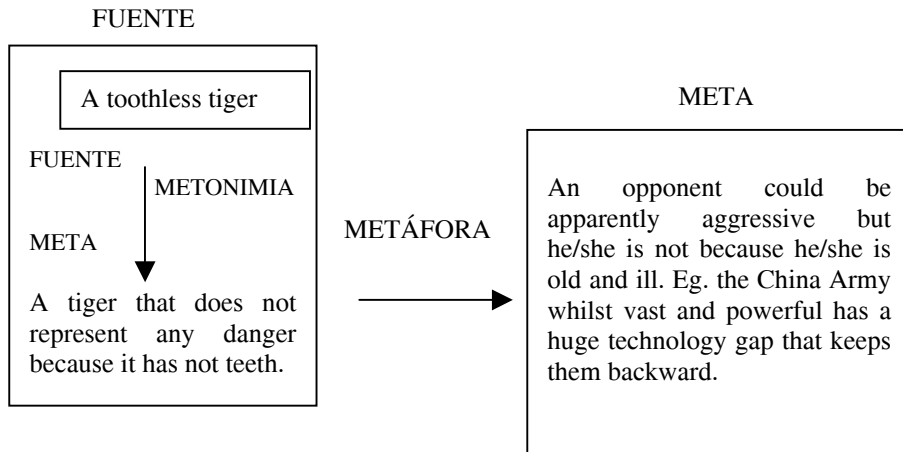 FUENTE
A toothless tiger
FUENTE
METONIMIA
META
A tiger that does not
represent any danger
because it has not teeth.
METÁFORA
META
An opponent could be
apparently aggressive but
he/she is not because he/she is
old and ill. Eg. the China Army
whilst vast and powerful has a
huge technology gap that keeps
them backward.